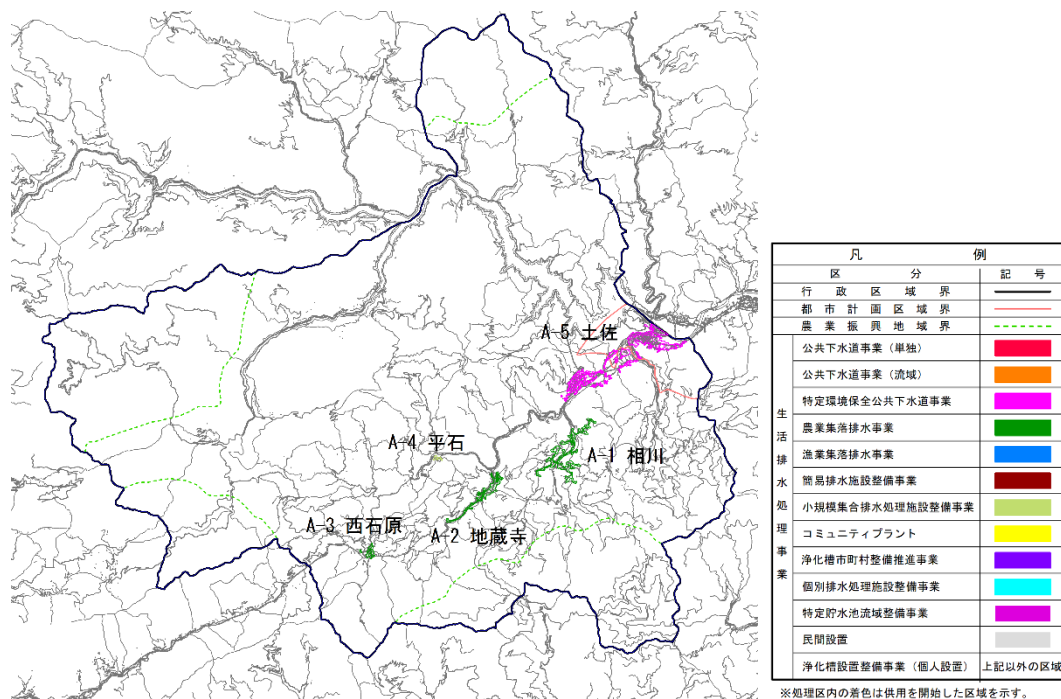 A-5 土佐
A-4 平石
A-1 相川
A-3 西石原
A-2 地蔵寺
凡例
区分 記号
行政区域界
都市計画区域界
農業振興地域界
生活排水処理事業
公共下水道事業（単独）
公共下水道事業（流域）
特定環境保全公共下水道事業
農業集落排水事業
漁業集落排水事業
簡易排水施設整備事業
小規模集合排水処理施設整備事業
コミュニティプラント
浄化槽市町村整備推進事業
個別排水処理施設整備事業
特定貯水池流域整備事業
民間設置
浄化槽設置整備事業（個人設置） 上記以外の区域
※処理区内の着色は供用を開始した区域を示す。